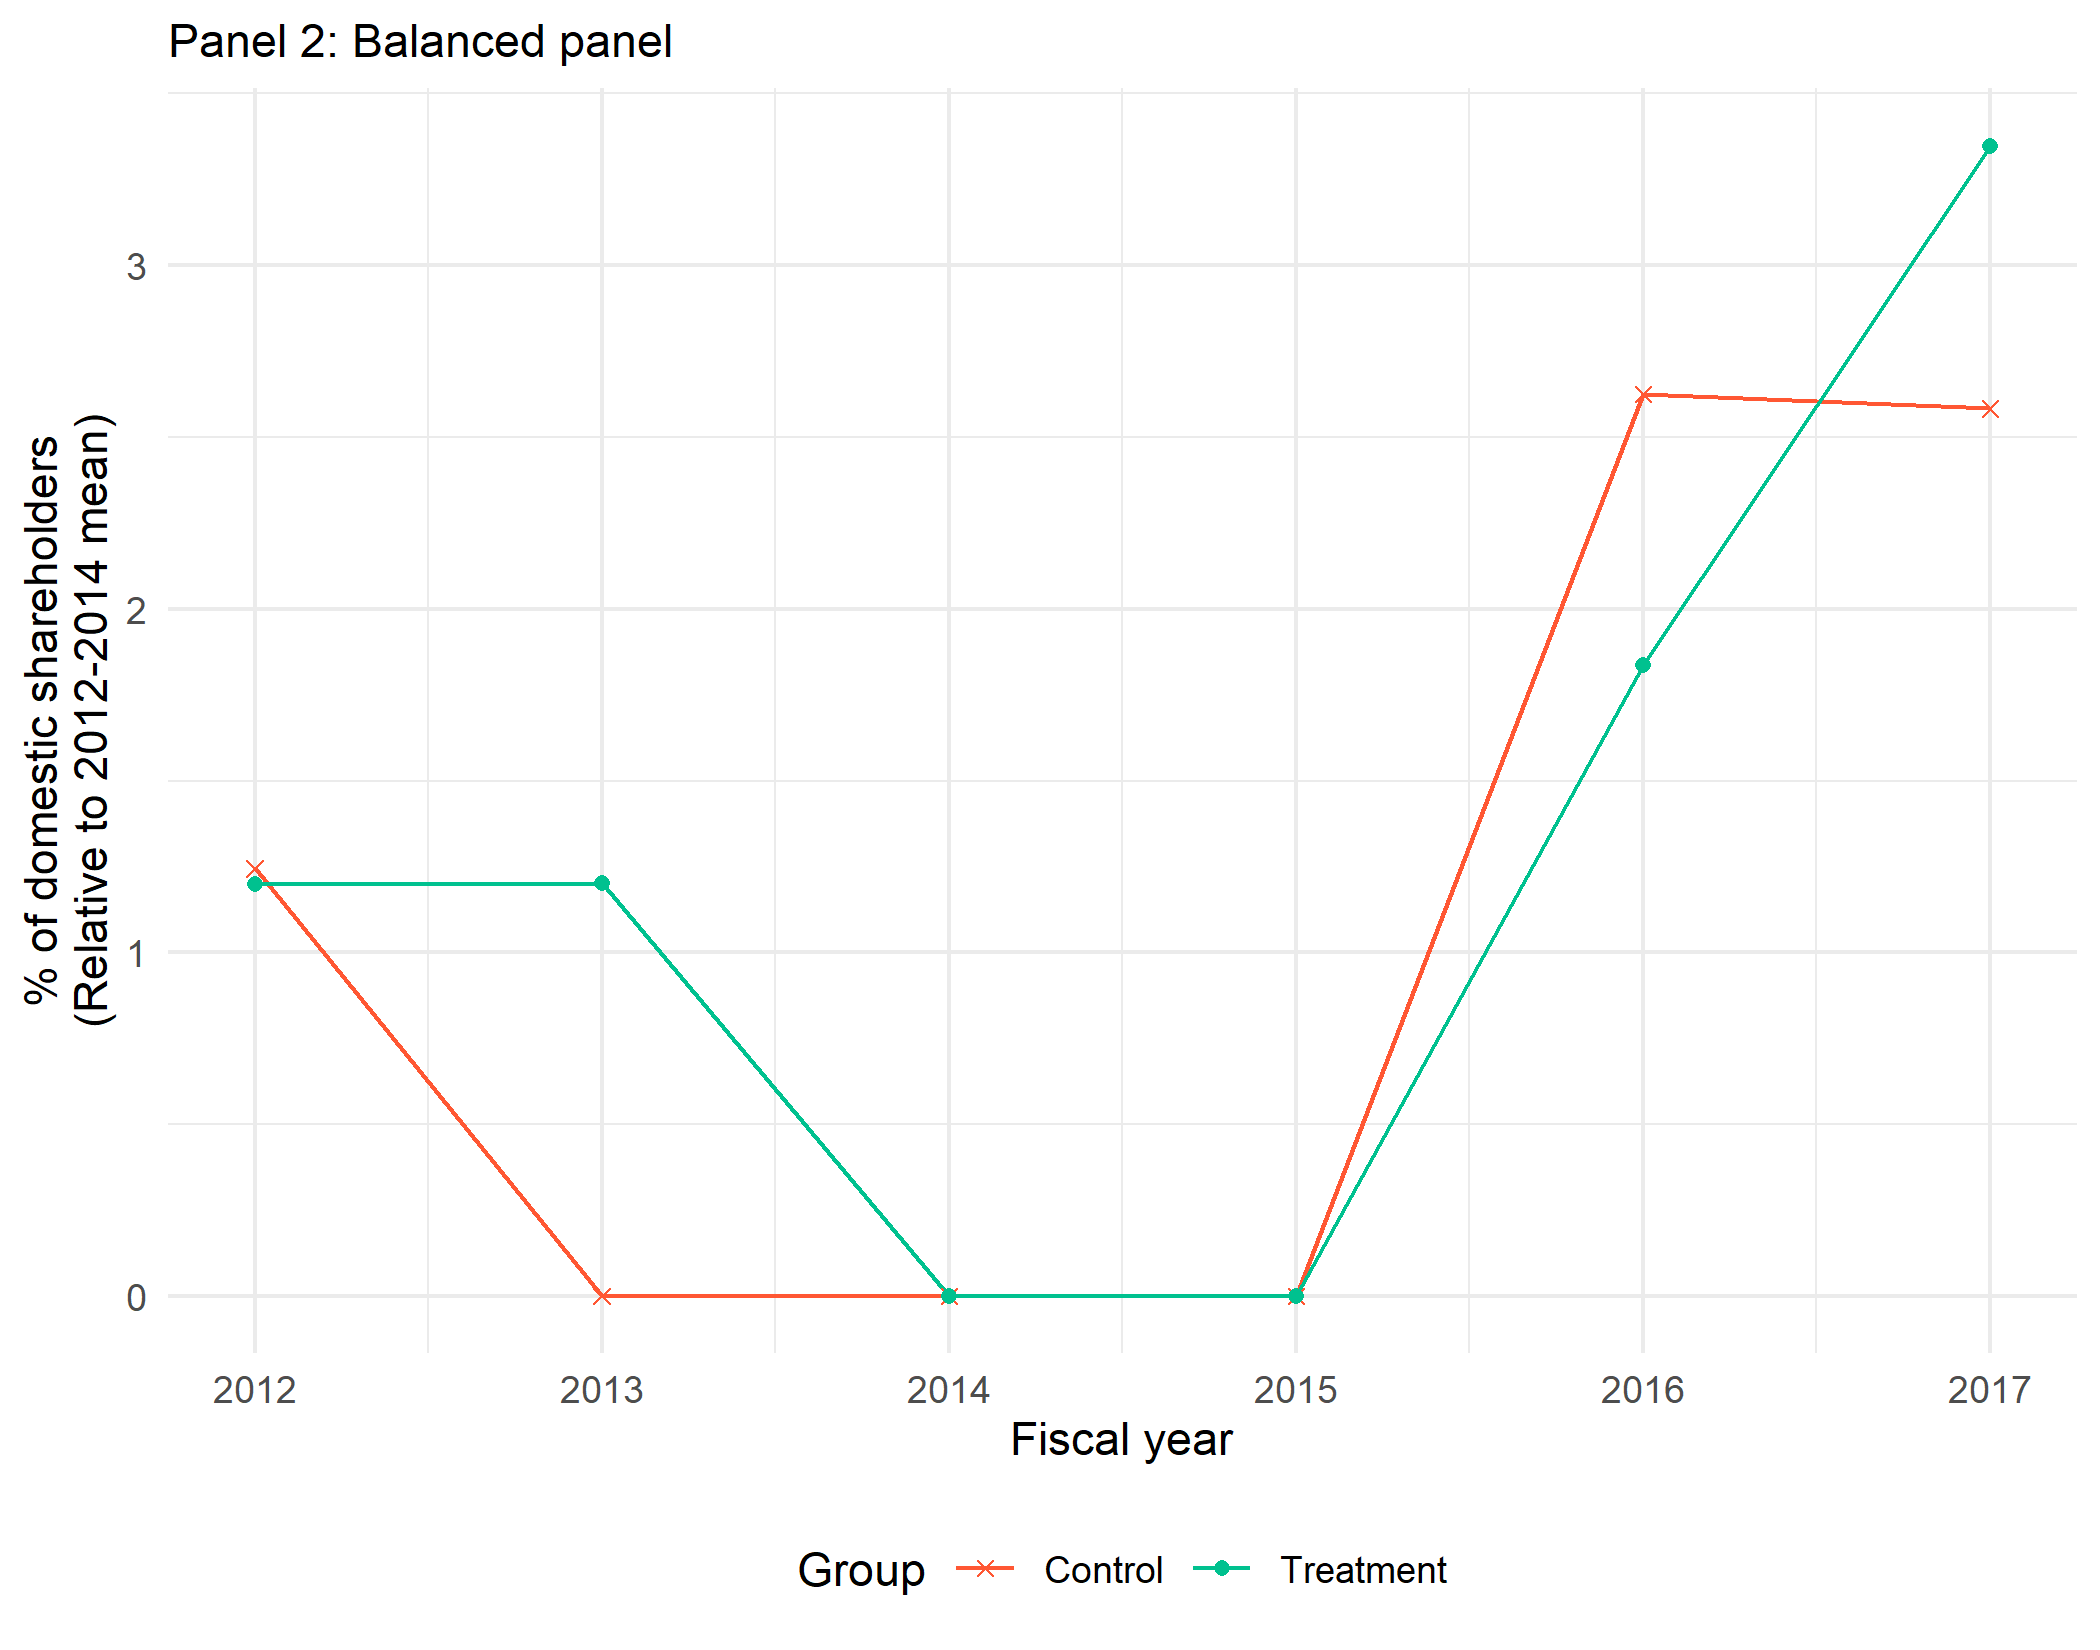 Panel 2: Balanced panel
% of domestic shareholders
(Relative to 2012-2014 mean)
3
2
1
0
2012 2013 2014 2015 2016 2017
Fiscal year
Group Control Treatment